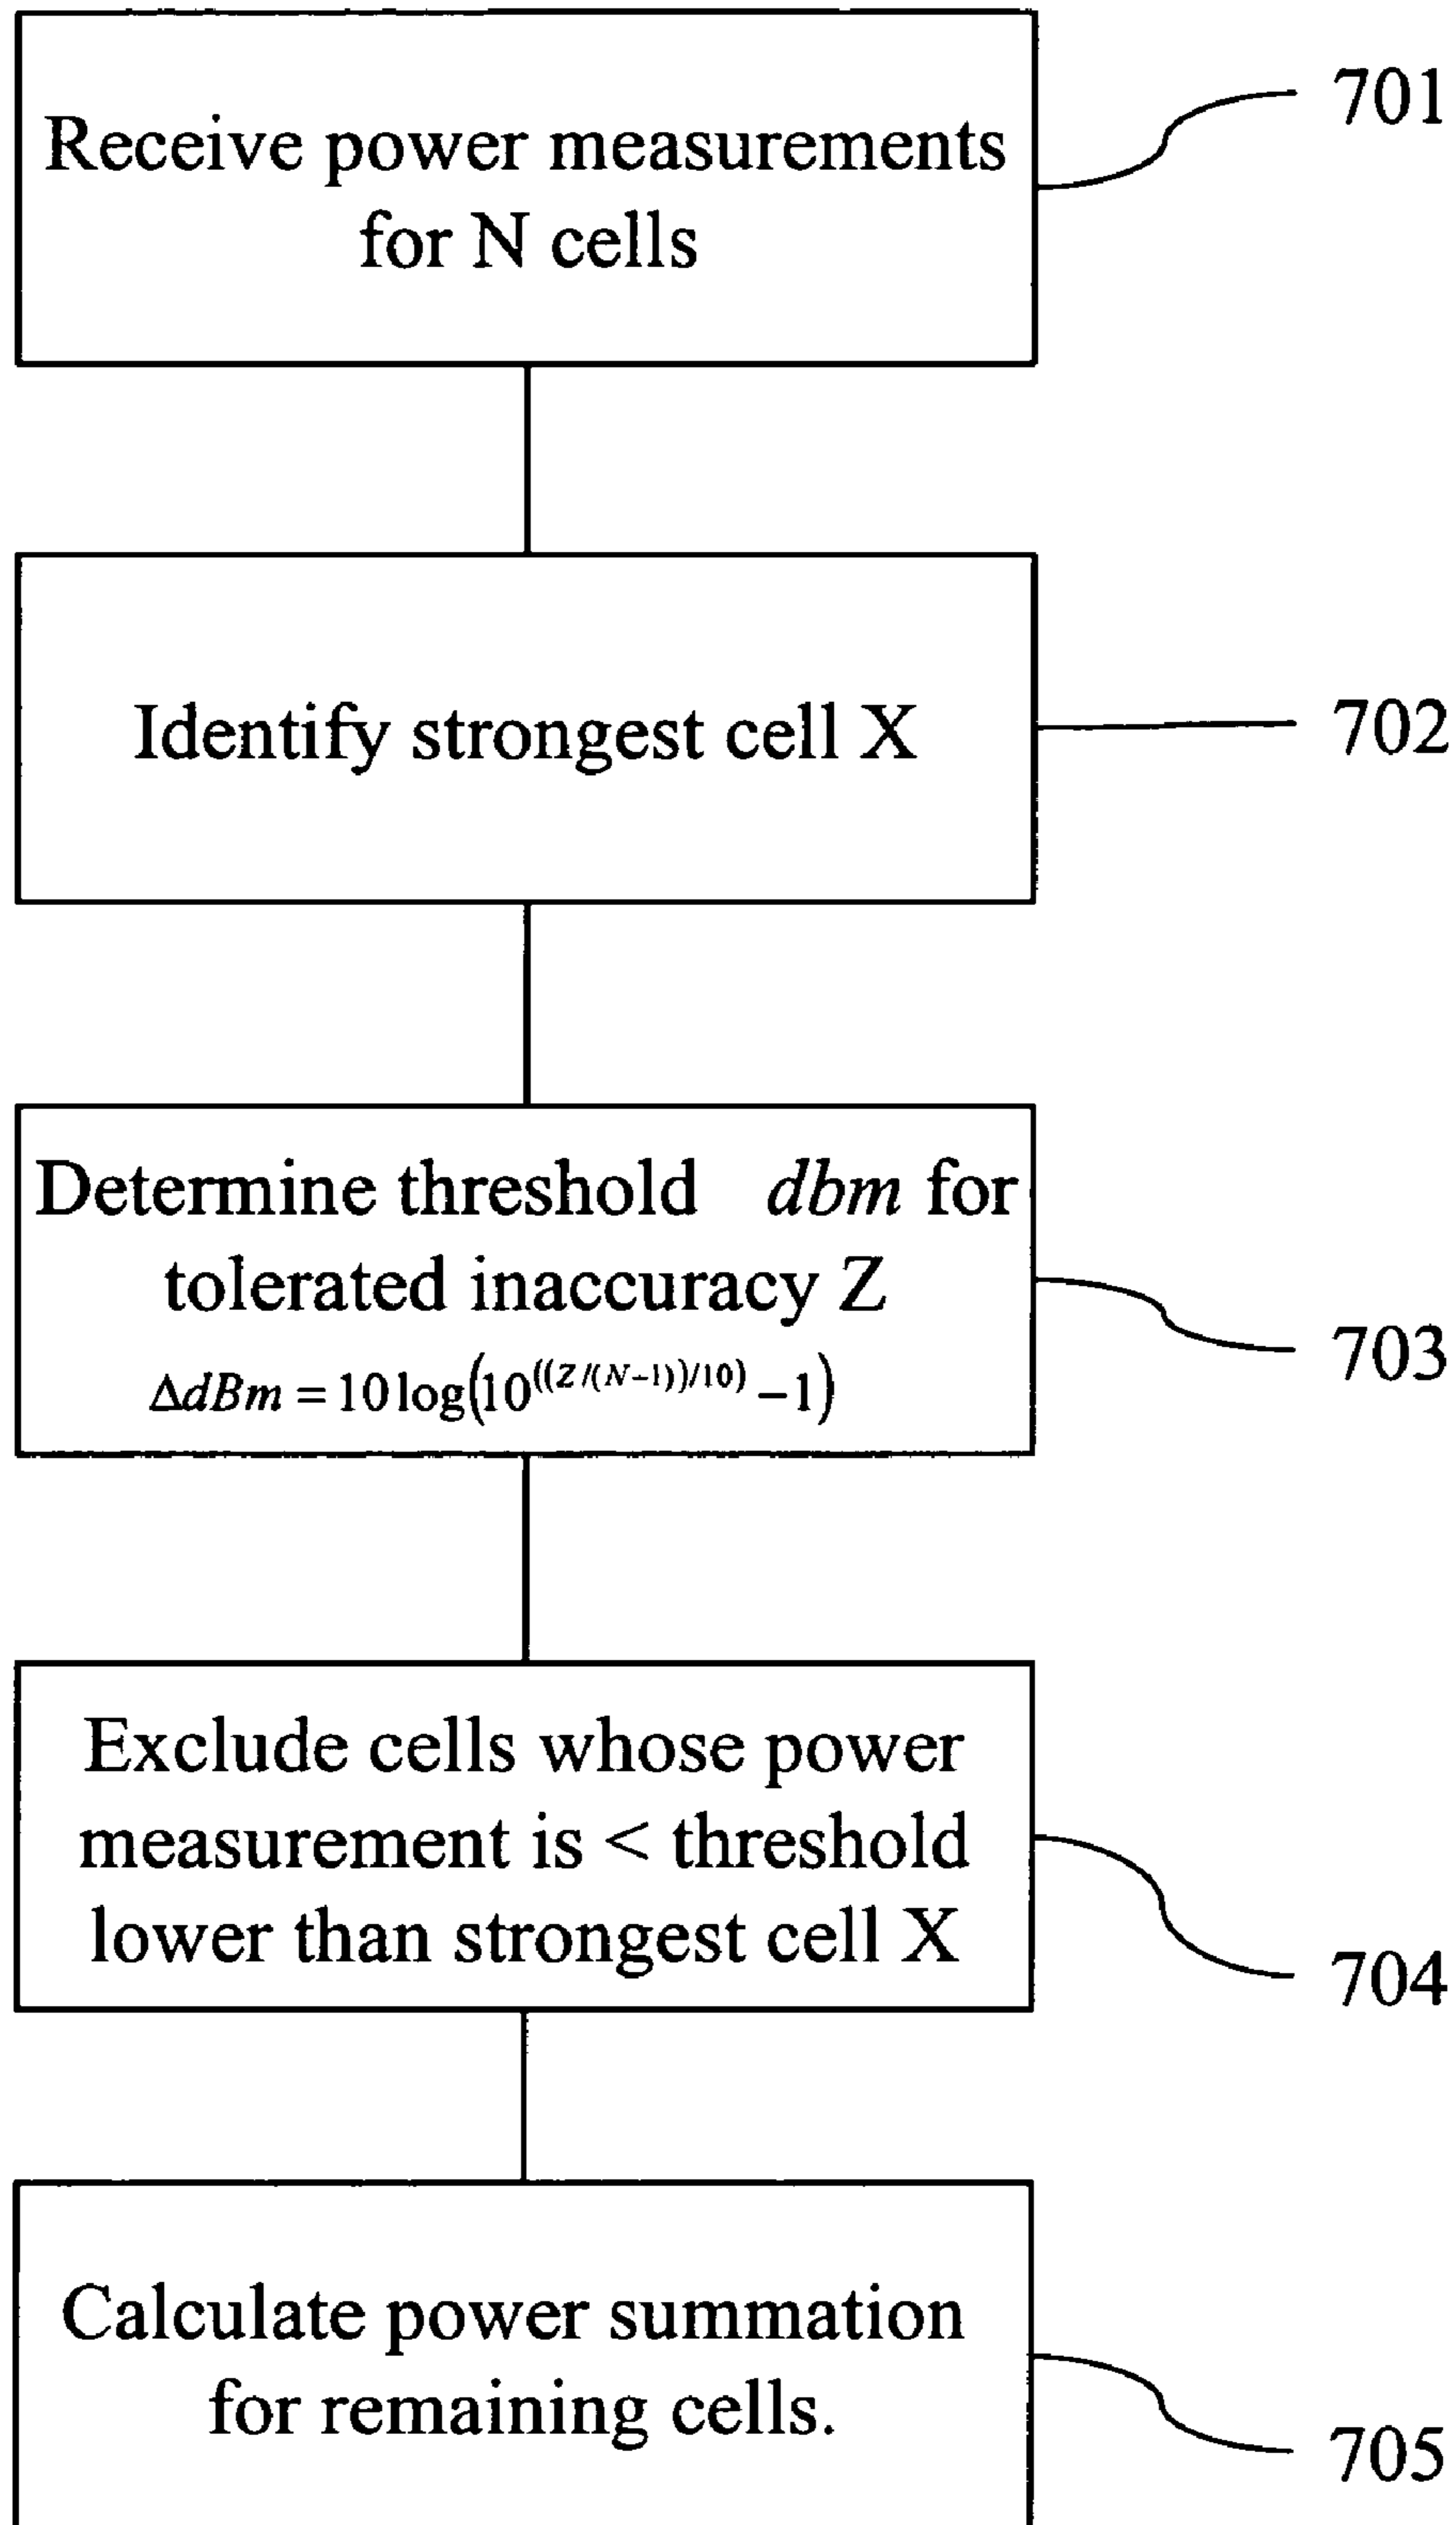 Receive power measurements
for N cells
701
Identify strongest cell X
702
Determine threshold dbm for
tolerated inaccuracy Z
ΔdBm = 10 log(10^((Z/(N−1))/10) − 1)
703
Exclude cells whose power
measurement is < threshold
lower than strongest cell X
704
Calculate power summation
for remaining cells.
705